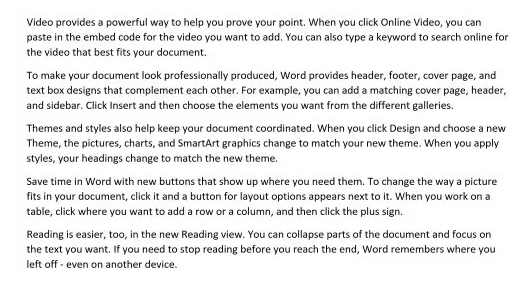 Video provides a powerful way to help you prove your point. When you click Online Video, you can
paste in the embed code for the video you want to add. You can also type a keyword to search online for
the video that best fits your document.
To make your document look professionally produced, Word provides header, footer, cover page, and
text box designs that complement each other. For example, you can add a matching cover page, header,
and sidebar. Click Insert and then choose the elements you want from the different galleries.
Themes and styles also help keep your document coordinated. When you click Design and choose a new
Theme, the pictures, charts, and SmartArt graphics change to match your new theme. When you apply
styles, your headings change to match the new theme.
Save time in Word with new buttons that show up where you need them. To change the way a picture
fits in your document, click it and a button for layout options appears next to it. When you work on a
table, click where you want to add a row or a column, and then click the plus sign.
Reading is easier, too, in the new Reading view. You can collapse parts of the document and focus on
the text you want. If you need to stop reading before you reach the end, Word remembers where you
left off - even on another device.